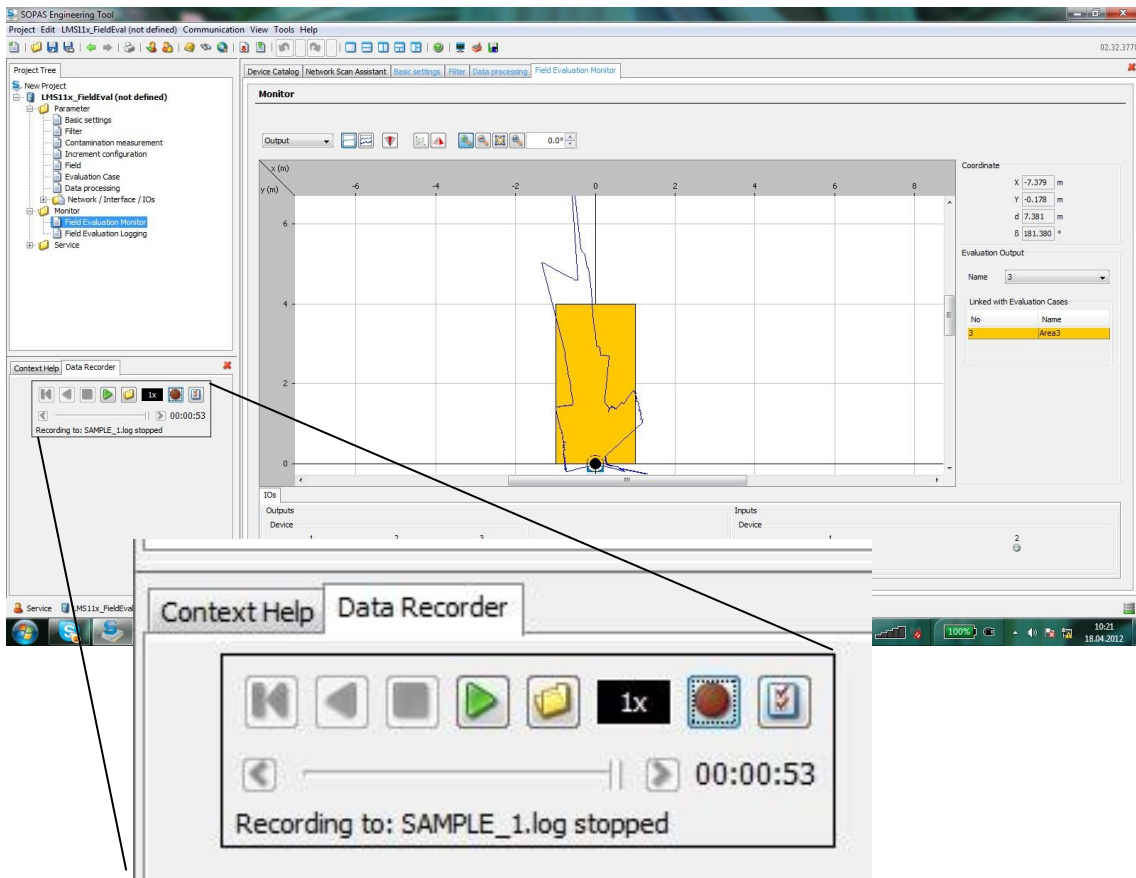 SOPAS Engineering Tool
Project Edit LMS11x_FieldEval (not defined) Communication View Tools Help
02.32.3770
Project Tree
New Project
LMS11x_FieldEval (not defined)
Parameter
Basic settings
Filter
Contamination measurement
Increment configuration
Field
Evaluation Case
Data processing
Network / Interface / IOs
Monitor
Field Evaluation Monitor
Field Evaluation Logging
Service
Context Help Data Recorder
1x
00:00:53
Recording to: SAMPLE_1.log stopped
Device Catalog Network Scan Assistant Basic settings Filter Data processing Field Evaluation Monitor
Monitor
Output 0.0°
x (m)
y (m)
-6 -4 -2 0 2 4 6 8
6
4
2
0
Coordinate
X -7.379 m
Y -0.178 m
d 7.381 m
ß 181.380 °
Evaluation Output
Name 3
Linked with Evaluation Cases
No Name
3 Area3
IOs
Outputs Inputs
Device Device
1 2 3 1 2
Service LMS11x_FieldEval
100%
10:21
18.04.2012
Context Help Data Recorder
1x
00:00:53
Recording to: SAMPLE_1.log stopped